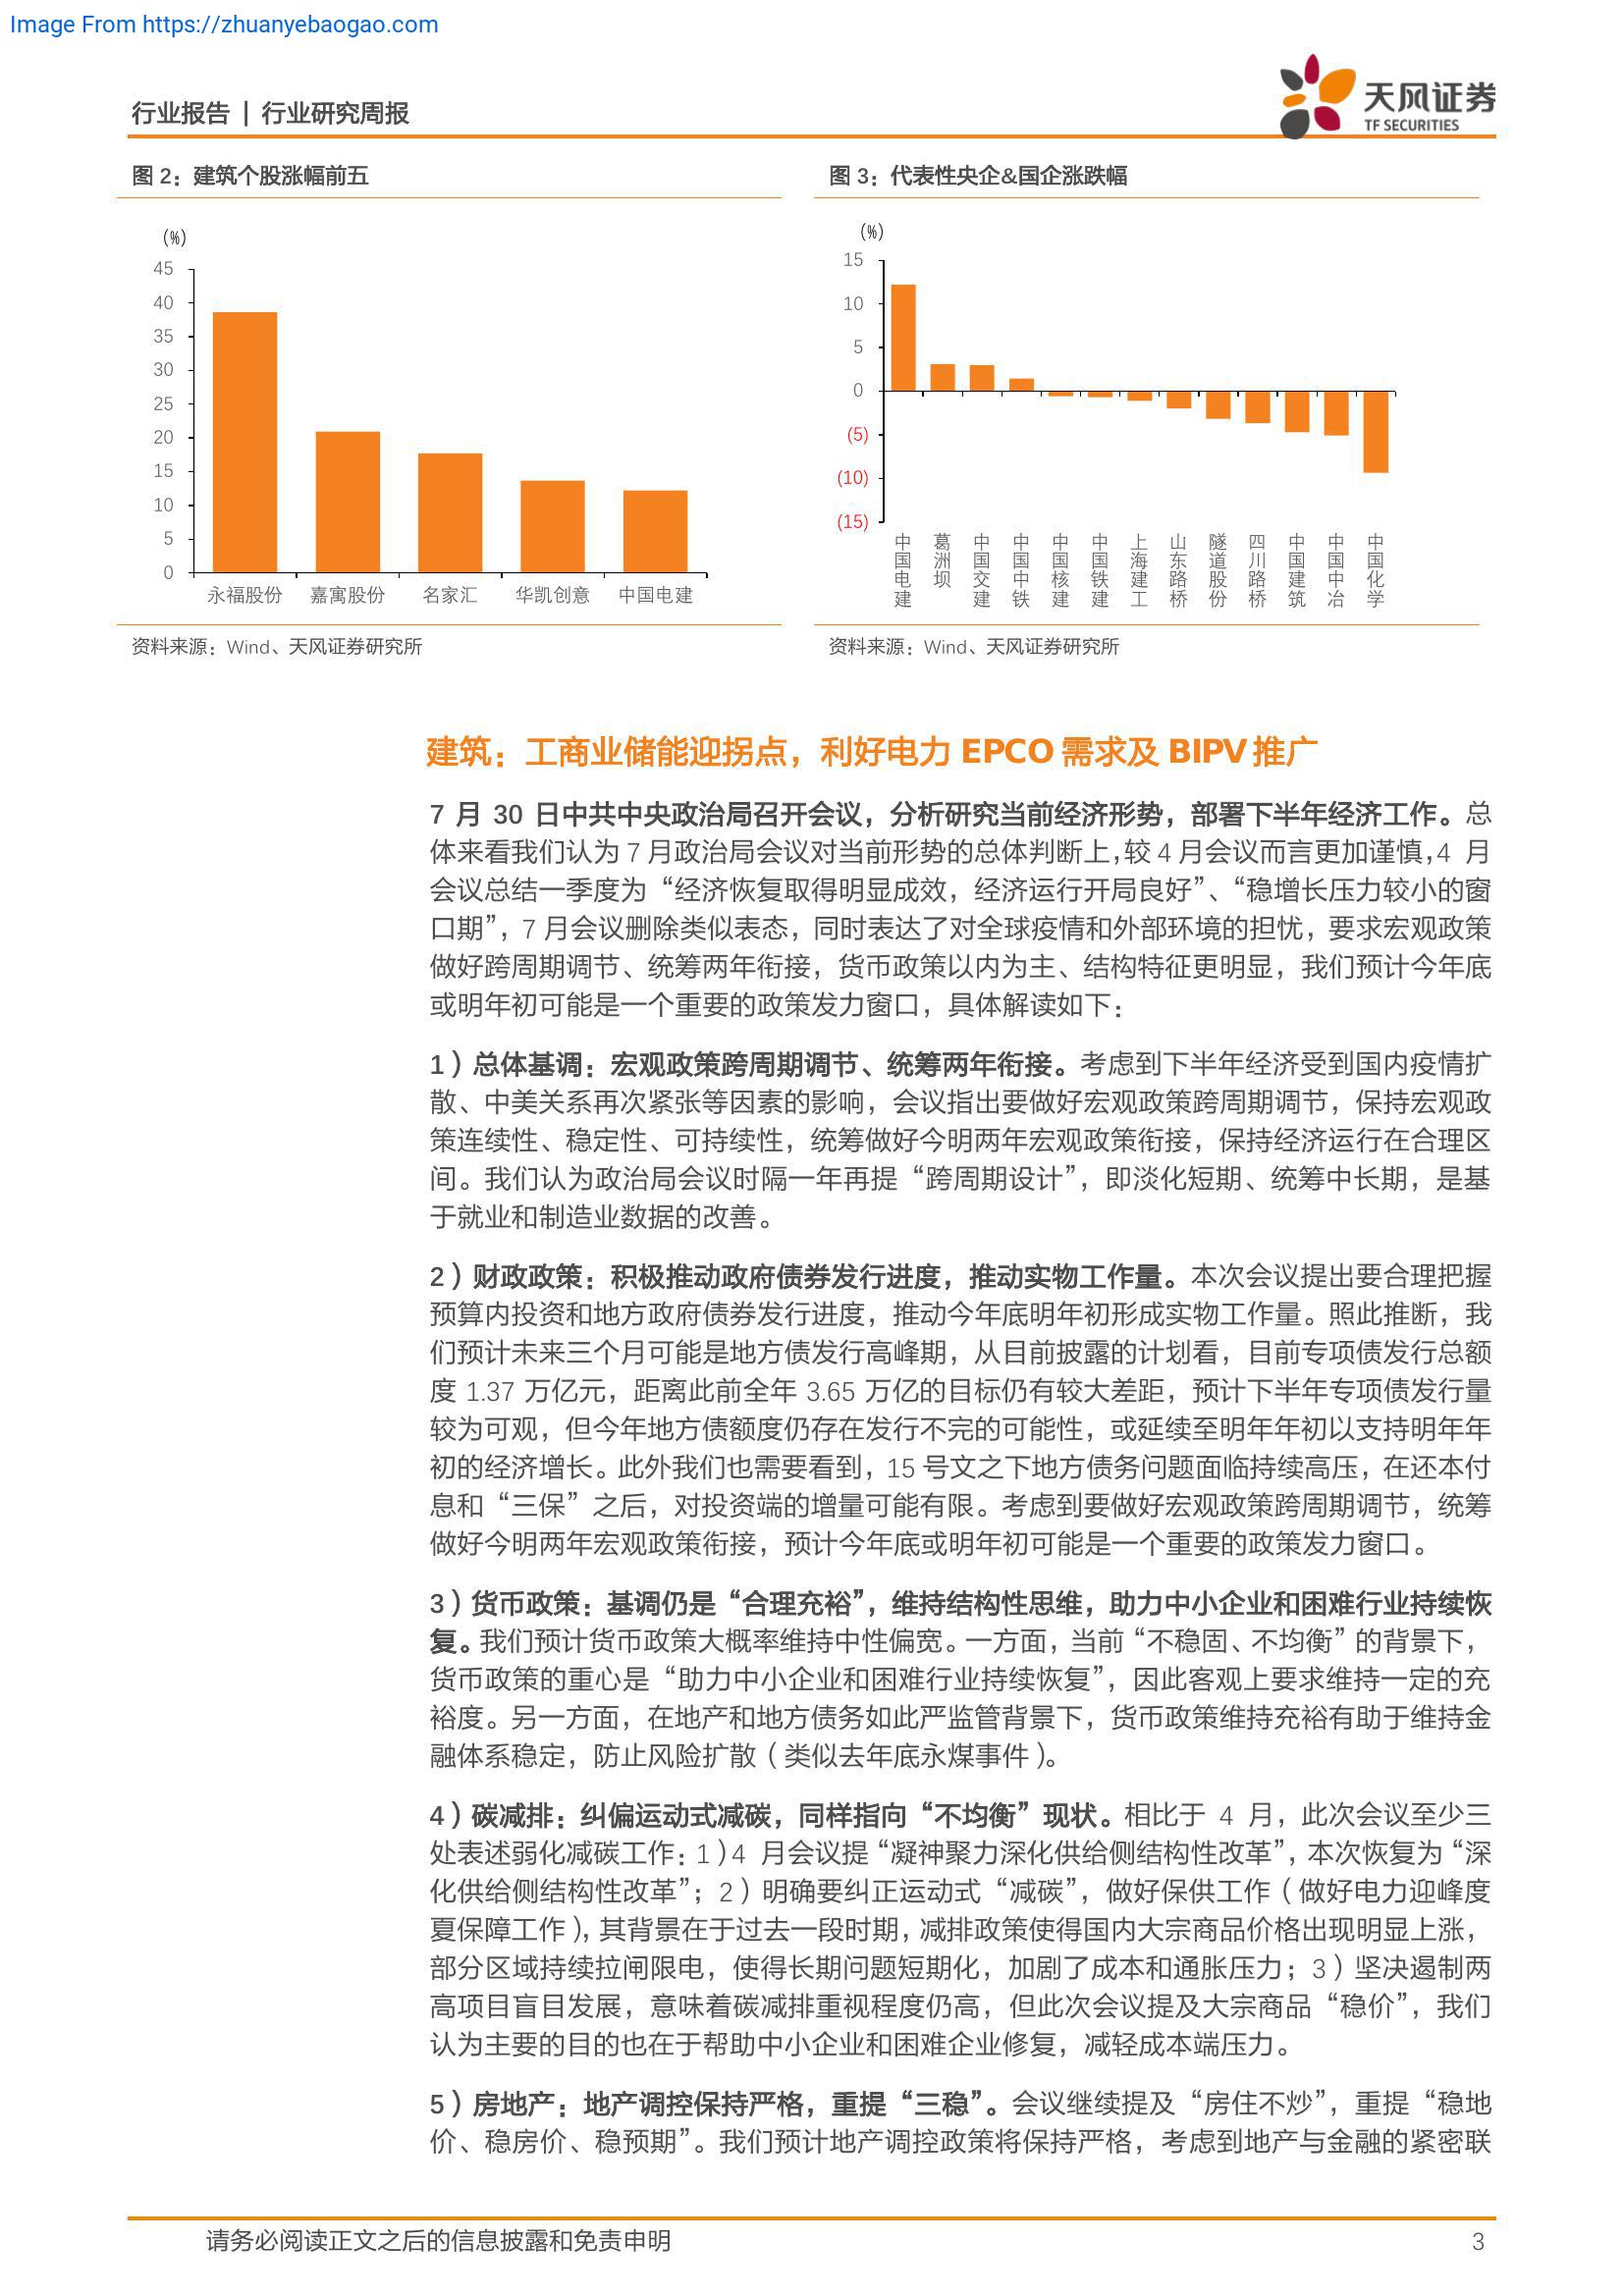 Image From https://zhuanyebaogao.com
行业报告 | 行业研究周报
天风证券
TF SECURITIES
图 2：建筑个股涨幅前五
(%)
45
40
35
30
25
20
15
10
5
0
永福股份 嘉寓股份 名家汇 华凯创意 中国电建
资料来源：Wind、天风证券研究所
图 3：代表性央企&国企涨跌幅
(%)
15
10
5
0
(5)
(10)
(15)
中国电建 葛洲坝 中国交建 中国中铁 中国核建 中国铁建 上海建工 山东路桥 隧道股份 四川路桥 中国建筑 中国中冶 中国化学
资料来源：Wind、天风证券研究所
建筑：工商业储能迎拐点，利好电力 EPCO 需求及 BIPV 推广
7 月 30 日中共中央政治局召开会议，分析研究当前经济形势，部署下半年经济工作。总
体来看我们认为 7 月政治局会议对当前形势的总体判断上，较 4 月会议而言更加谨慎，4 月
会议总结一季度为“经济恢复取得明显成效，经济运行开局良好”、“稳增长压力较小的窗
口期”，7 月会议删除类似表态，同时表达了对全球疫情和外部环境的担忧，要求宏观政策
做好跨周期调节、统筹两年衔接，货币政策以内为主、结构特征更明显，我们预计今年底
或明年初可能是一个重要的政策发力窗口，具体解读如下：
1）总体基调：宏观政策跨周期调节、统筹两年衔接。考虑到下半年经济受到国内疫情扩
散、中美关系再次紧张等因素的影响，会议指出要做好宏观政策跨周期调节，保持宏观政
策连续性、稳定性、可持续性，统筹做好今明两年宏观政策衔接，保持经济运行在合理区
间。我们认为政治局会议时隔一年再提“跨周期设计”，即淡化短期、统筹中长期，是基
于就业和制造业数据的改善。
2）财政政策：积极推动政府债券发行进度，推动实物工作量。本次会议提出要合理把握
预算内投资和地方政府债券发行进度，推动今年底明年初形成实物工作量。照此推断，我
们预计未来三个月可能是地方债发行高峰期，从目前披露的计划看，目前专项债发行总额
度 1.37 万亿元，距离此前全年 3.65 万亿的目标仍有较大差距，预计下半年专项债发行量
较为可观，但今年地方债额度仍存在发行不完的可能性，或延续至明年年初以支持明年年
初的经济增长。此外我们也需要看到，15 号文之下地方债务问题面临持续高压，在还本付
息和“三保”之后，对投资端的增量可能有限。考虑到要做好宏观政策跨周期调节，统筹
做好今明两年宏观政策衔接，预计今年底或明年初可能是一个重要的政策发力窗口。
3）货币政策：基调仍是“合理充裕”，维持结构性思维，助力中小企业和困难行业持续恢
复。我们预计货币政策大概率维持中性偏宽。一方面，当前“不稳固、不均衡”的背景下，
货币政策的重心是“助力中小企业和困难行业持续恢复”，因此客观上要求维持一定的充
裕度。另一方面，在地产和地方债务如此严监管背景下，货币政策维持充裕有助于维持金
融体系稳定，防止风险扩散（类似去年底永煤事件）。
4）碳减排：纠偏运动式减碳，同样指向“不均衡”现状。相比于 4 月，此次会议至少三
处表述弱化减碳工作：1）4 月会议提“凝神聚力深化供给侧结构性改革”，本次恢复为“深
化供给侧结构性改革”；2）明确要纠正运动式“减碳”，做好保供工作（做好电力迎峰度
夏保障工作），其背景在于过去一段时期，减排政策使得国内大宗商品价格出现明显上涨，
部分区域持续拉闸限电，使得长期问题短期化，加剧了成本和通胀压力；3）坚决遏制两
高项目盲目发展，意味着碳减排重视程度仍高，但此次会议提及大宗商品“稳价”，我们
认为主要的目的也在于帮助中小企业和困难企业修复，减轻成本端压力。
5）房地产：地产调控保持严格，重提“三稳”。会议继续提及“房住不炒”，重提“稳地
价、稳房价、稳预期”。我们预计地产调控政策将保持严格，考虑到地产与金融的紧密联
请务必阅读正文之后的信息披露和免责申明
3